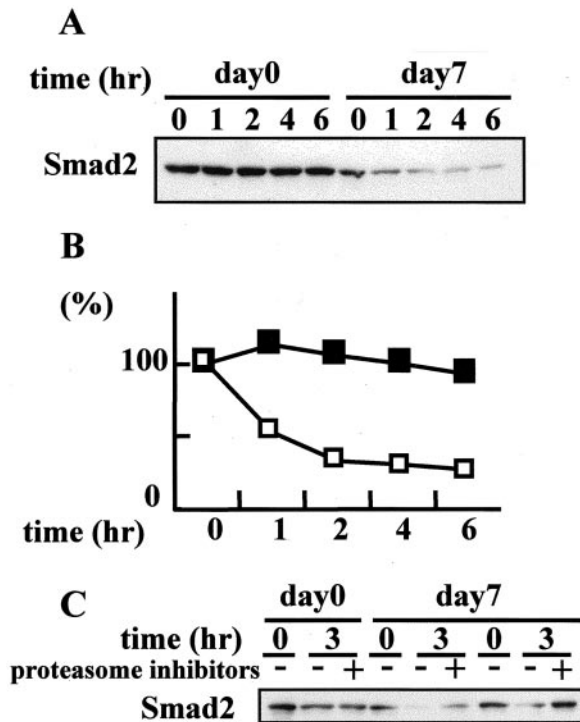 A
time (hr) day0 day7
0 1 2 4 6 0 1 2 4 6
Smad2
B
(%)
100
0
time (hr) 0 1 2 4 6
C
day0 day7
time (hr) 0 3 0 3 0 3
proteasome inhibitors - - + - - + - - +
Smad2